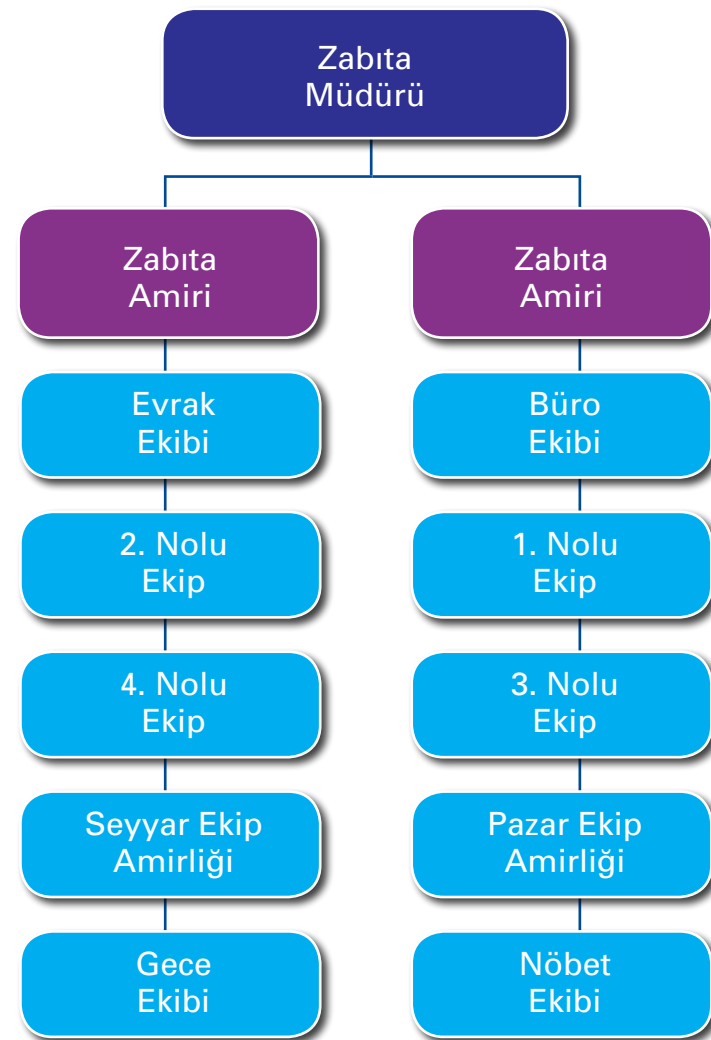 Zabıta
Müdürü
Zabıta
Amiri
Zabıta
Amiri
Evrak
Ekibi
Büro
Ekibi
2. Nolu
Ekip
1. Nolu
Ekip
4. Nolu
Ekip
3. Nolu
Ekip
Seyyar Ekip
Amirliği
Pazar Ekip
Amirliği
Gece
Ekibi
Nöbet
Ekibi